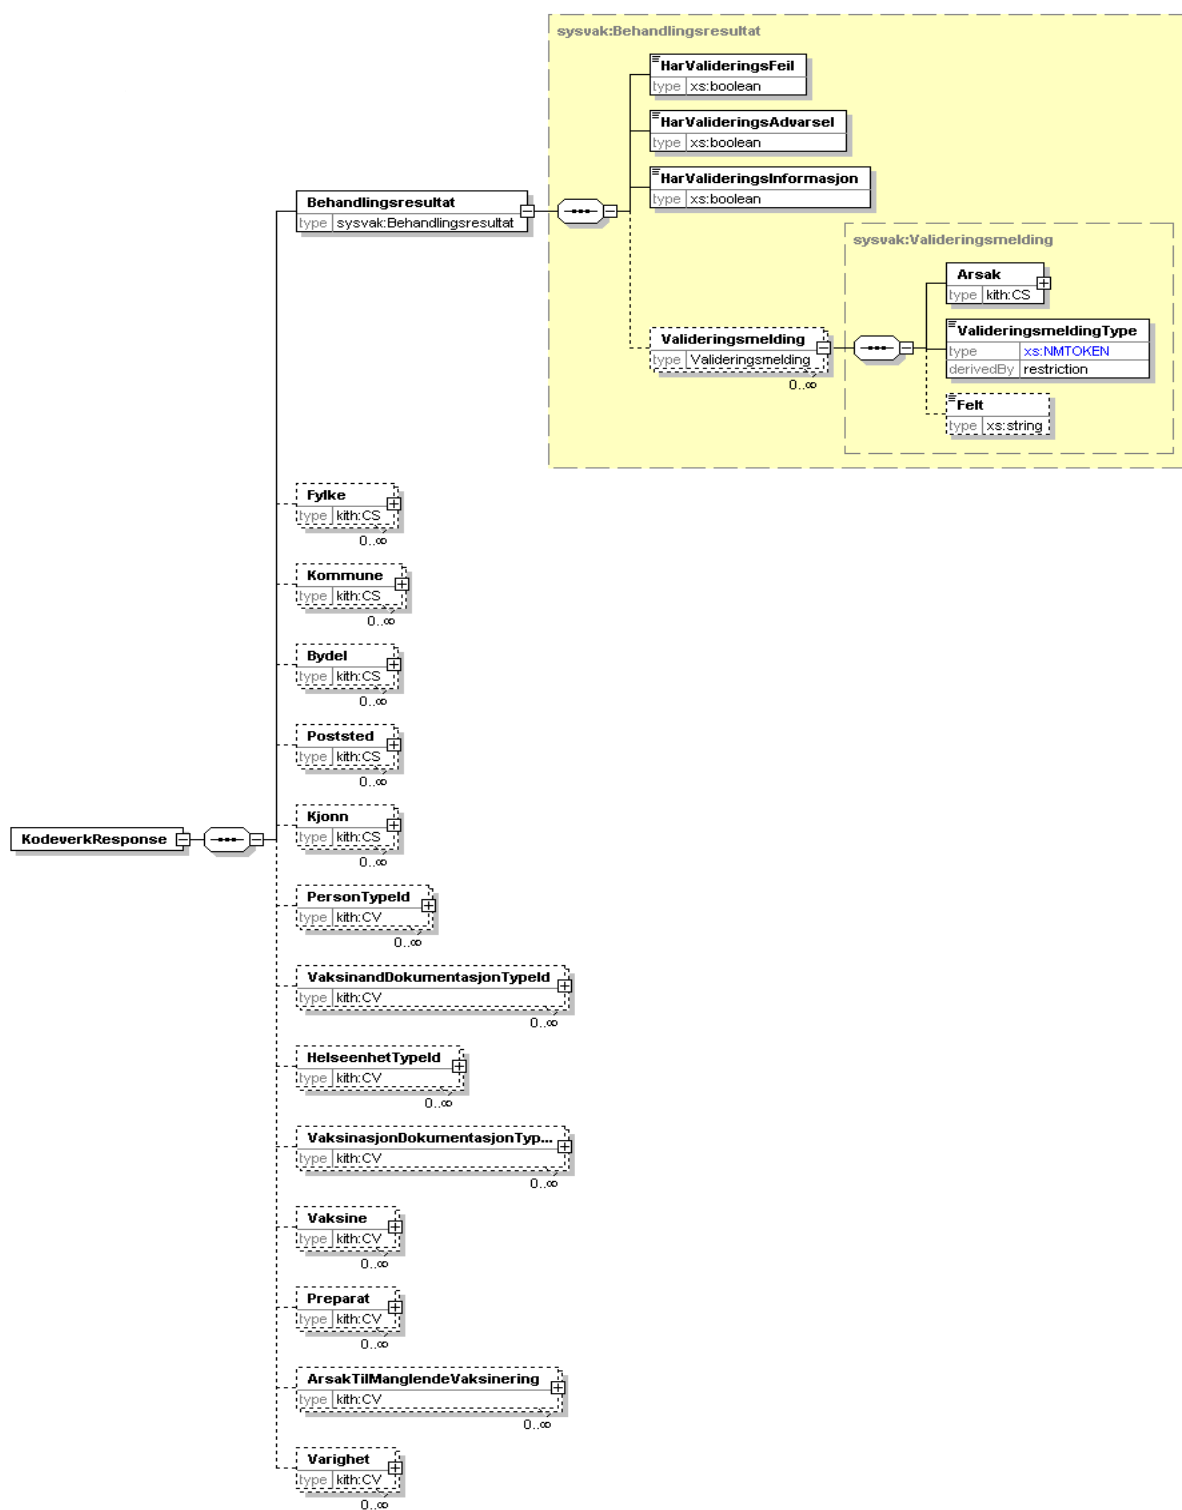 sysvak:Behandlingsresultat
HarValideringsFeil
type xs:boolean
HarValideringsAdvarsel
type xs:boolean
HarValideringsInformasjon
type xs:boolean
Behandlingsresultat
type sysvak:Behandlingsresultat
sysvak:Valideringsmelding
Arsak
type kith:CS
Valideringsmelding
type Valideringsmelding
0..∞
ValideringsmeldingType
type xs:NMTOKEN
derivedBy restriction
Felt
type xs:string
Fylke
type kith:CS
0..∞
Kommune
type kith:CS
0..∞
Bydel
type kith:CS
0..∞
Poststed
type kith:CS
0..∞
KodeverkResponse
Kjonn
type kith:CS
0..∞
PersonTypeId
type kith:CV
0..∞
VaksinandDokumentasjonTypeId
type kith:CV
0..∞
HelseenhetTypeId
type kith:CV
0..∞
VaksinasjonDokumentasjonTyp...
type kith:CV
0..∞
Vaksine
type kith:CV
0..∞
Preparat
type kith:CV
0..∞
ArsakTilManglendeVaksinering
type kith:CV
0..∞
Varighet
type kith:CV
0..∞